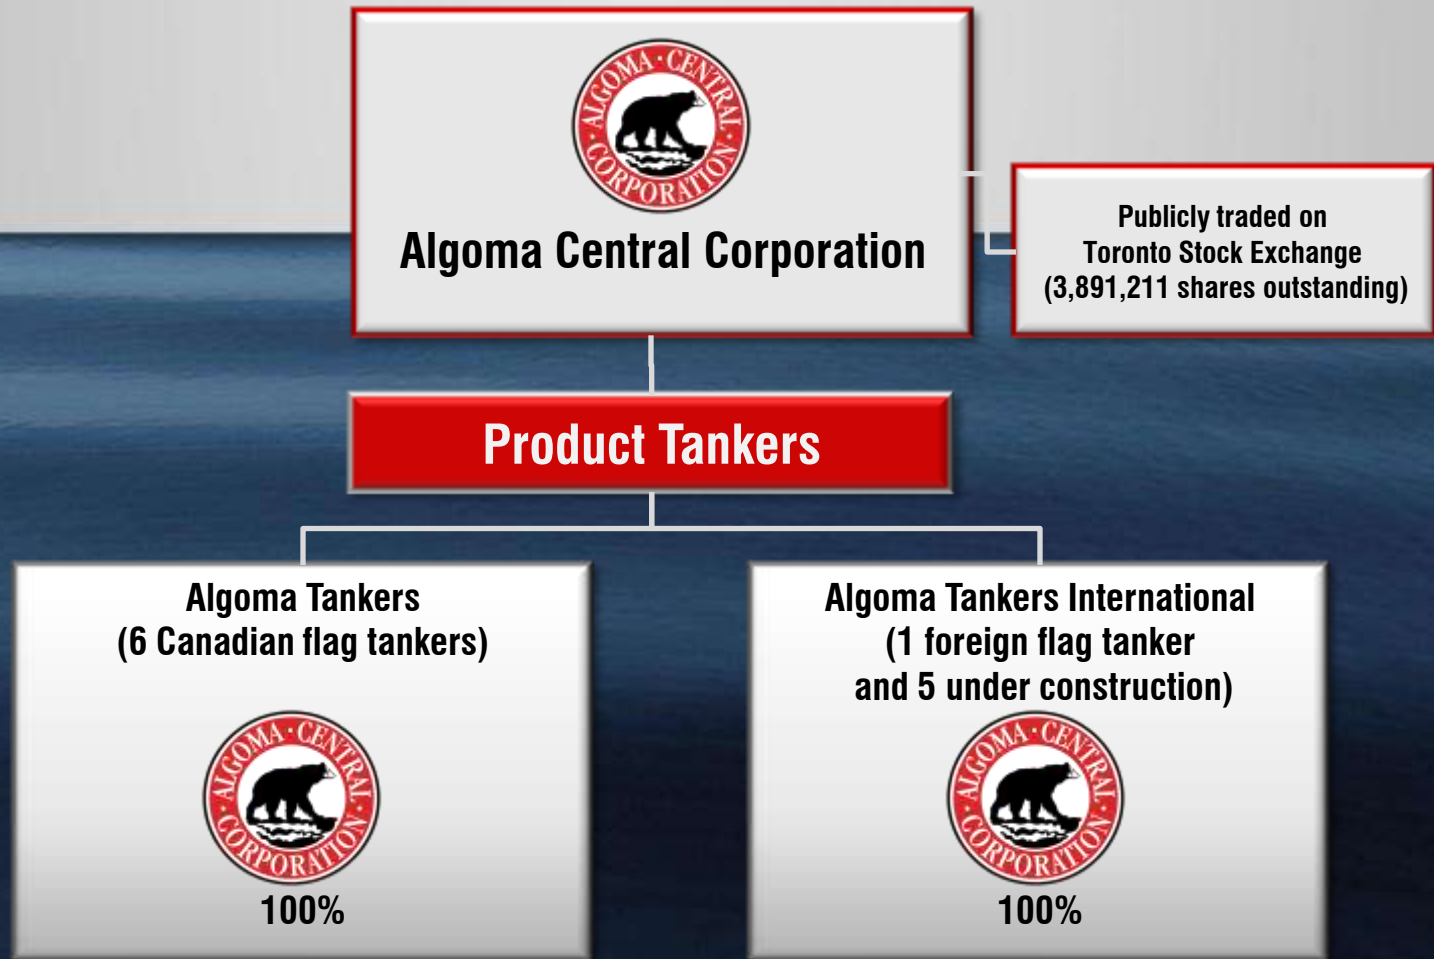 ALGOMA · CENTRAL · CORPORATION ·
Algoma Central Corporation
Publicly traded on
Toronto Stock Exchange
(3,891,211 shares outstanding)
Product Tankers
Algoma Tankers
(6 Canadian flag tankers)
ALGOMA · CENTRAL · CORPORATION ·
100%
Algoma Tankers International
(1 foreign flag tanker
and 5 under construction)
ALGOMA · CENTRAL · CORPORATION ·
100%